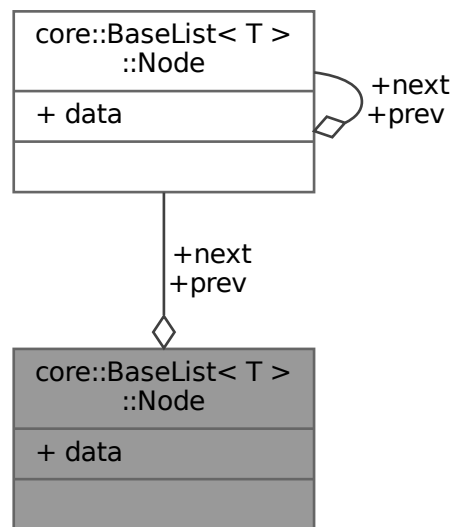 core::BaseList< T >
::Node
+ data
+next
+prev
+next
+prev
core::BaseList< T >
::Node
+ data